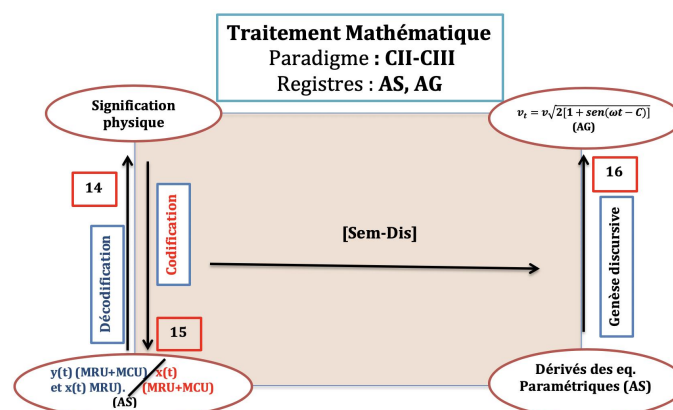 Traitement Mathématique
Paradigme : CII-CIII
Registres : AS, AG
Signification
physique
v_t = v√2[1 + sen(ωt − C)]
(AG)
14
16
Décodification
Codification
[Sem-Dis]
Genèse discursive
15
y(t) (MRU+MCU) / x(t)
et x(t) MRU). (MRU+MCU)
(AS)
Dérivés des eq.
Paramétriques (AS)